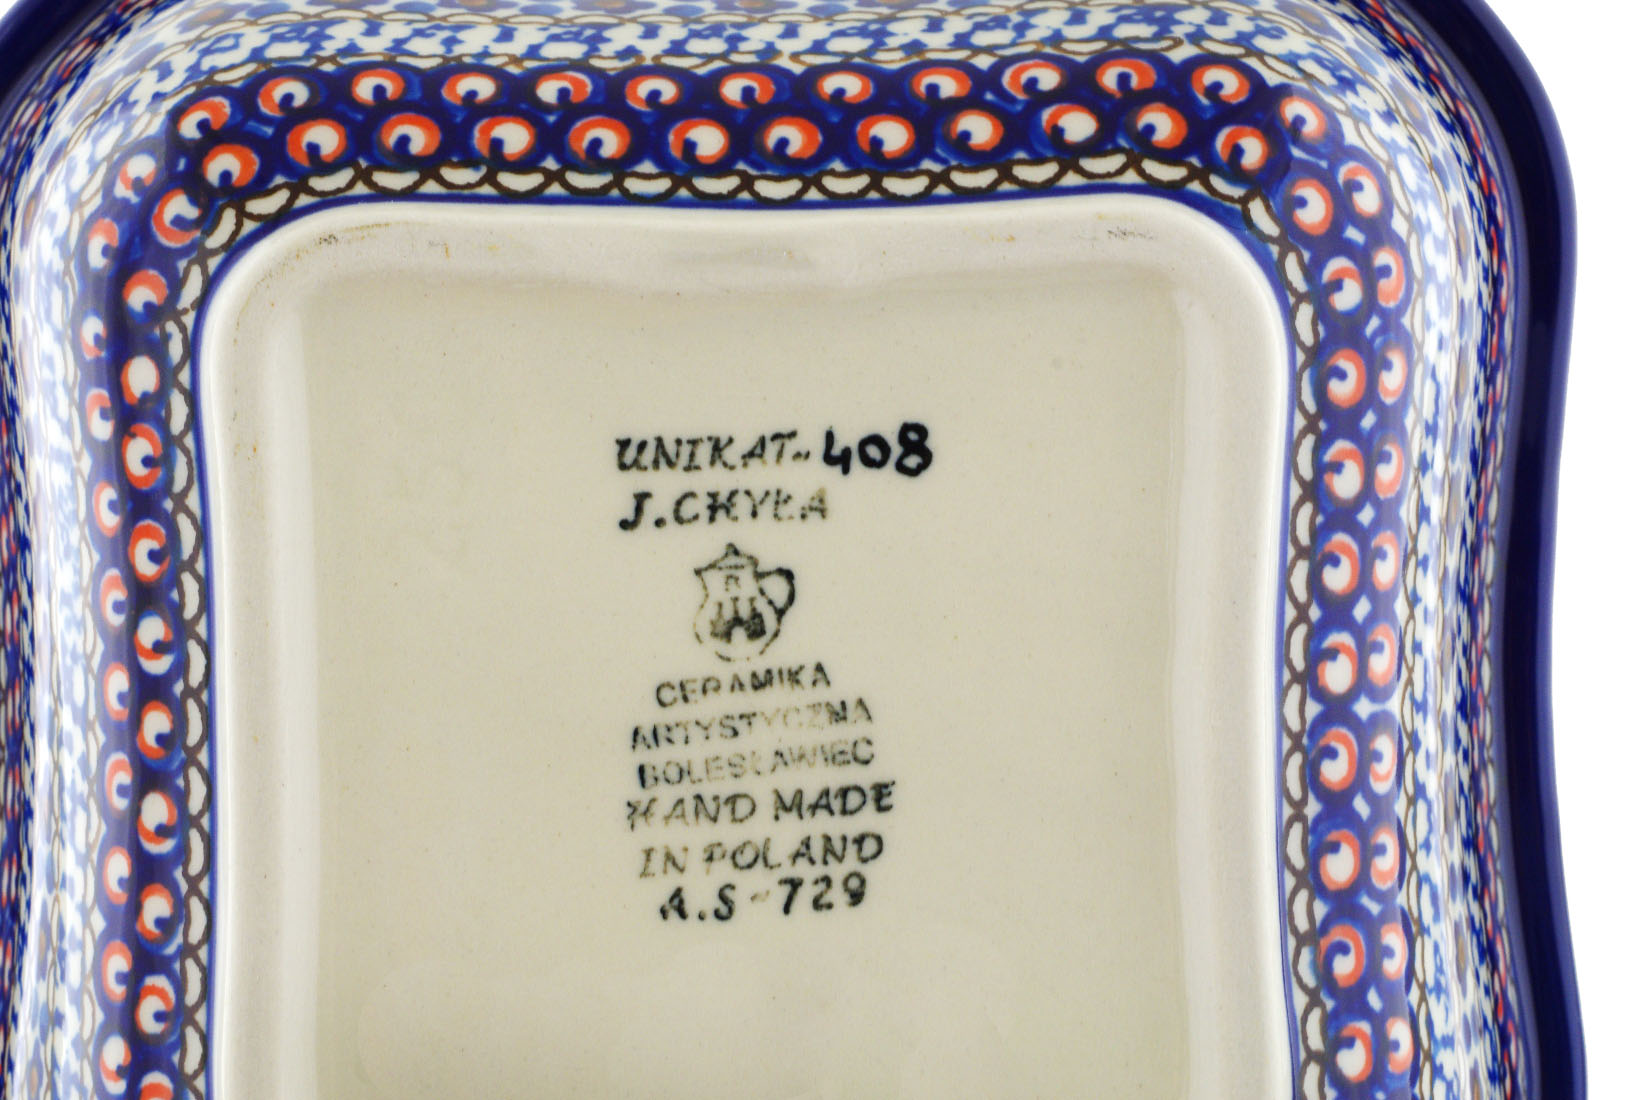 UNIKAT-408
J.CHYŁA
CERAMIKA
ARTYSTYCZNA
BOLESŁAWIEC
HAND MADE
IN POLAND
A.S-729